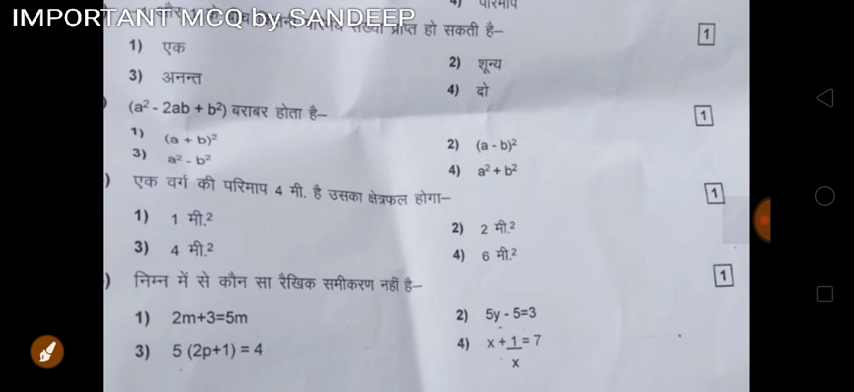 IMPORTANT MCQ by SANDEEP
4) परिमाप
प्राप्त हो सकती है–
1
1) एक
2) शून्य
3) अनन्त
4) दो
(a² - 2ab + b²) बराबर होता है–
1
1) (a + b)²
2) (a - b)²
3) a² - b²
4) a² + b²
) एक वर्ग की परिमाप 4 मी. है उसका क्षेत्रफल होगा–
1
1) 1 मी.²
2) 2 मी.²
3) 4 मी.²
4) 6 मी.²
) निम्न में से कौन सा रैखिक समीकरण नहीं है–
1
1) 2m+3=5m
2) 5y - 5=3
3) 5 (2p+1) = 4
4) x + 1 = 7
x